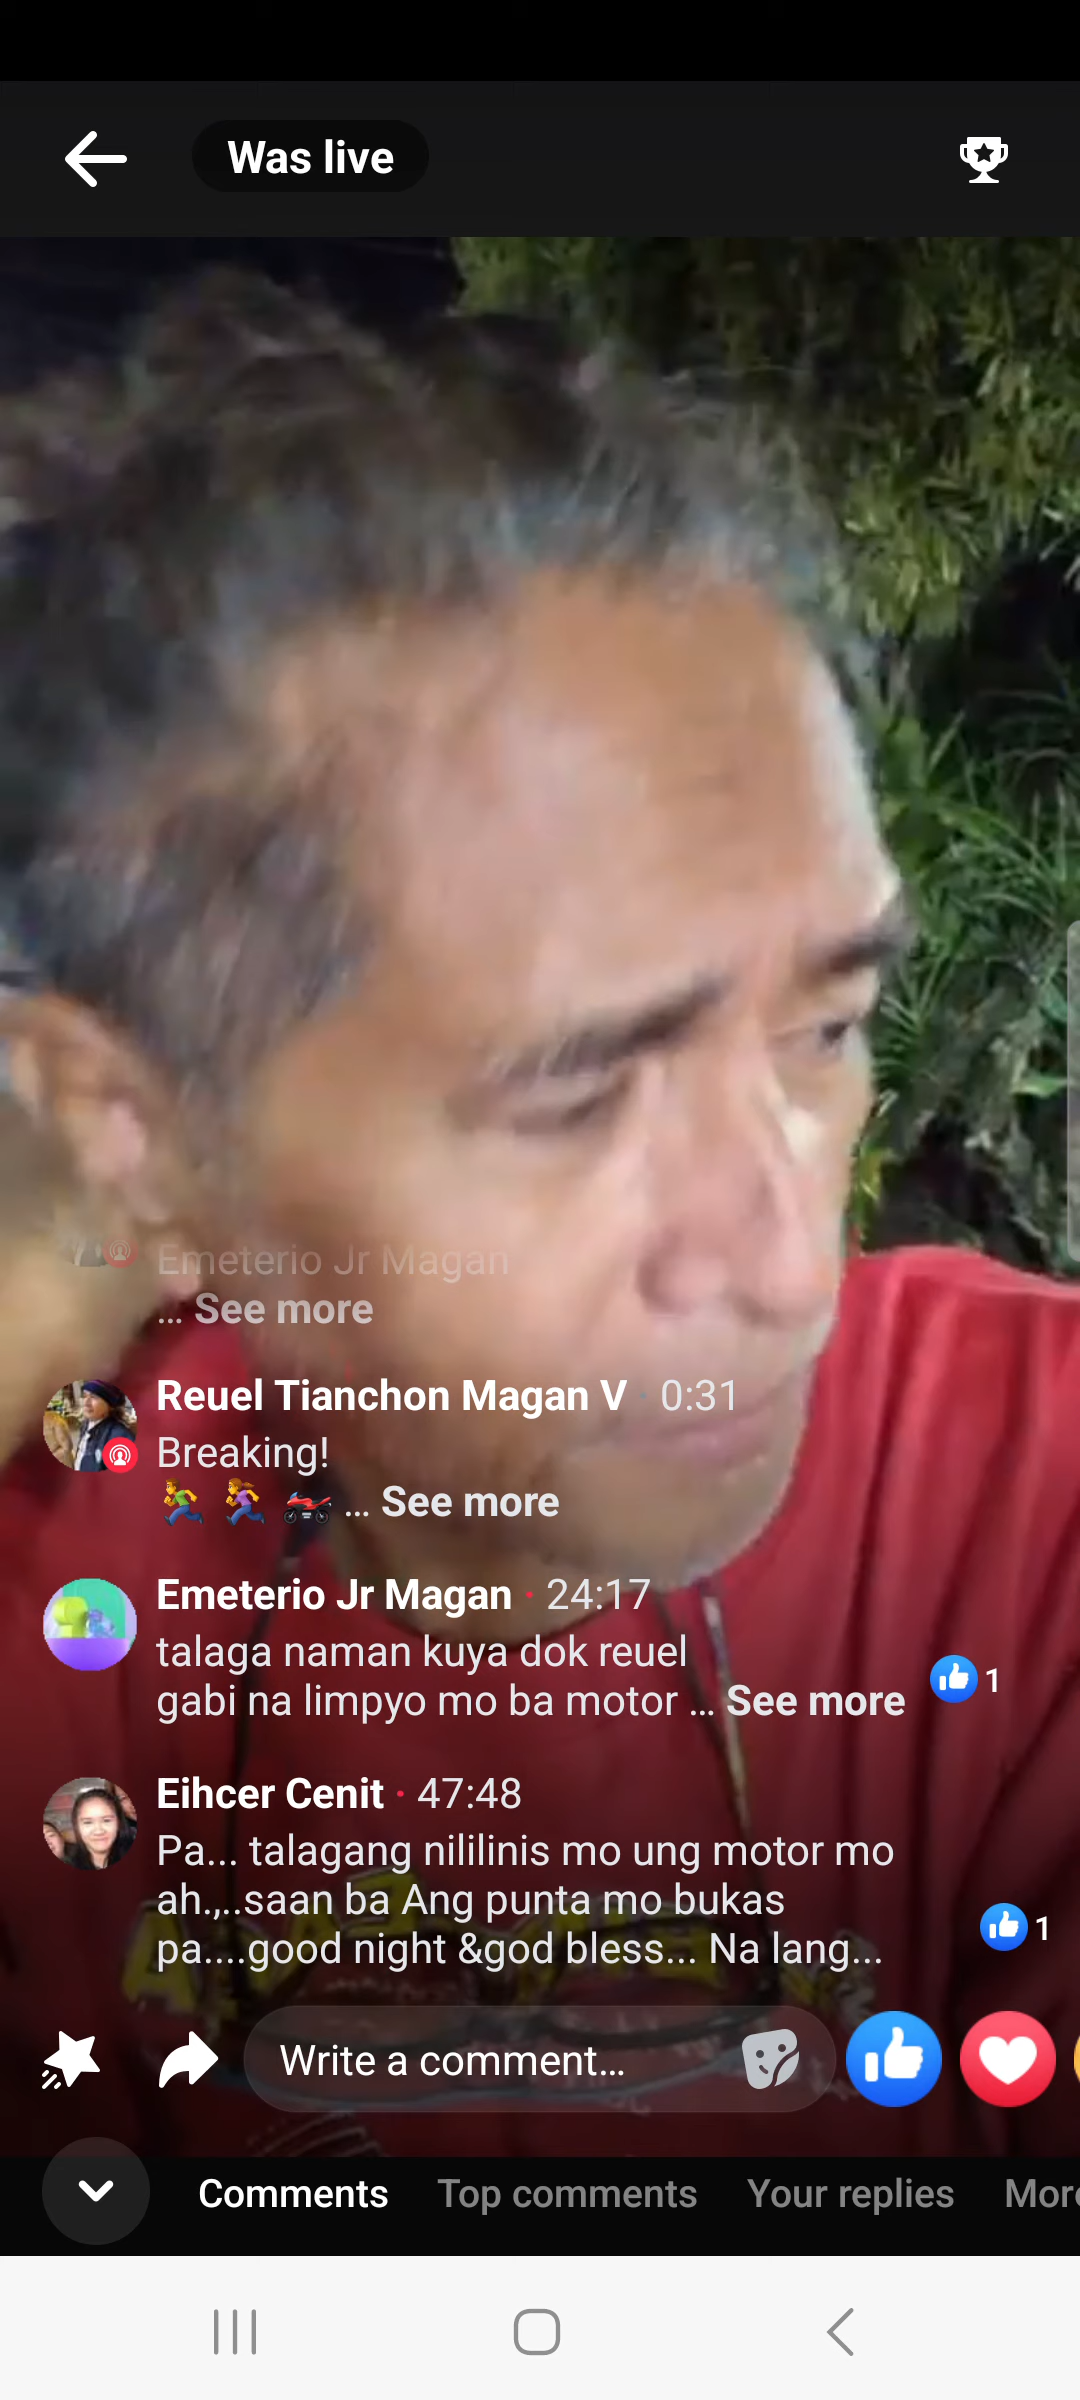 Was live
Emeterio Jr Magan
... See more
Reuel Tianchon Magan V · 0:31
Breaking!
🏃‍♂️ 🏃‍♀️ 🏍️ ... See more
Emeterio Jr Magan · 24:17
talaga naman kuya dok reuel
gabi na limpyo mo ba motor ... See more
1
Eihcer Cenit · 47:48
Pa... talagang nililinis mo ung motor mo
ah.,..saan ba Ang punta mo bukas
pa....good night &god bless... Na lang...
1
Write a comment...
Comments Top comments Your replies